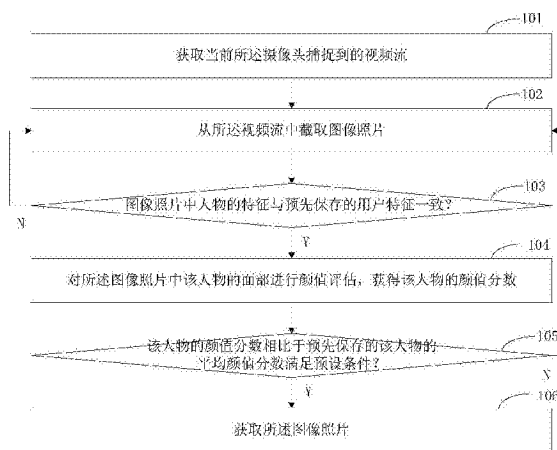 101
获取当前所述摄像头捕捉到的视频流
102
从所述视频流中截取图像照片
103
图像照片中人物的特征与预先保存的用户特征一致?
N
Y
104
对所述图像照片中该人物的面部进行颜值评估，获得该人物的颜值分数
105
该人物的颜值分数相比于预先保存的该人物的
平均颜值分数满足预设条件?
N
Y
106
获取所述图像照片